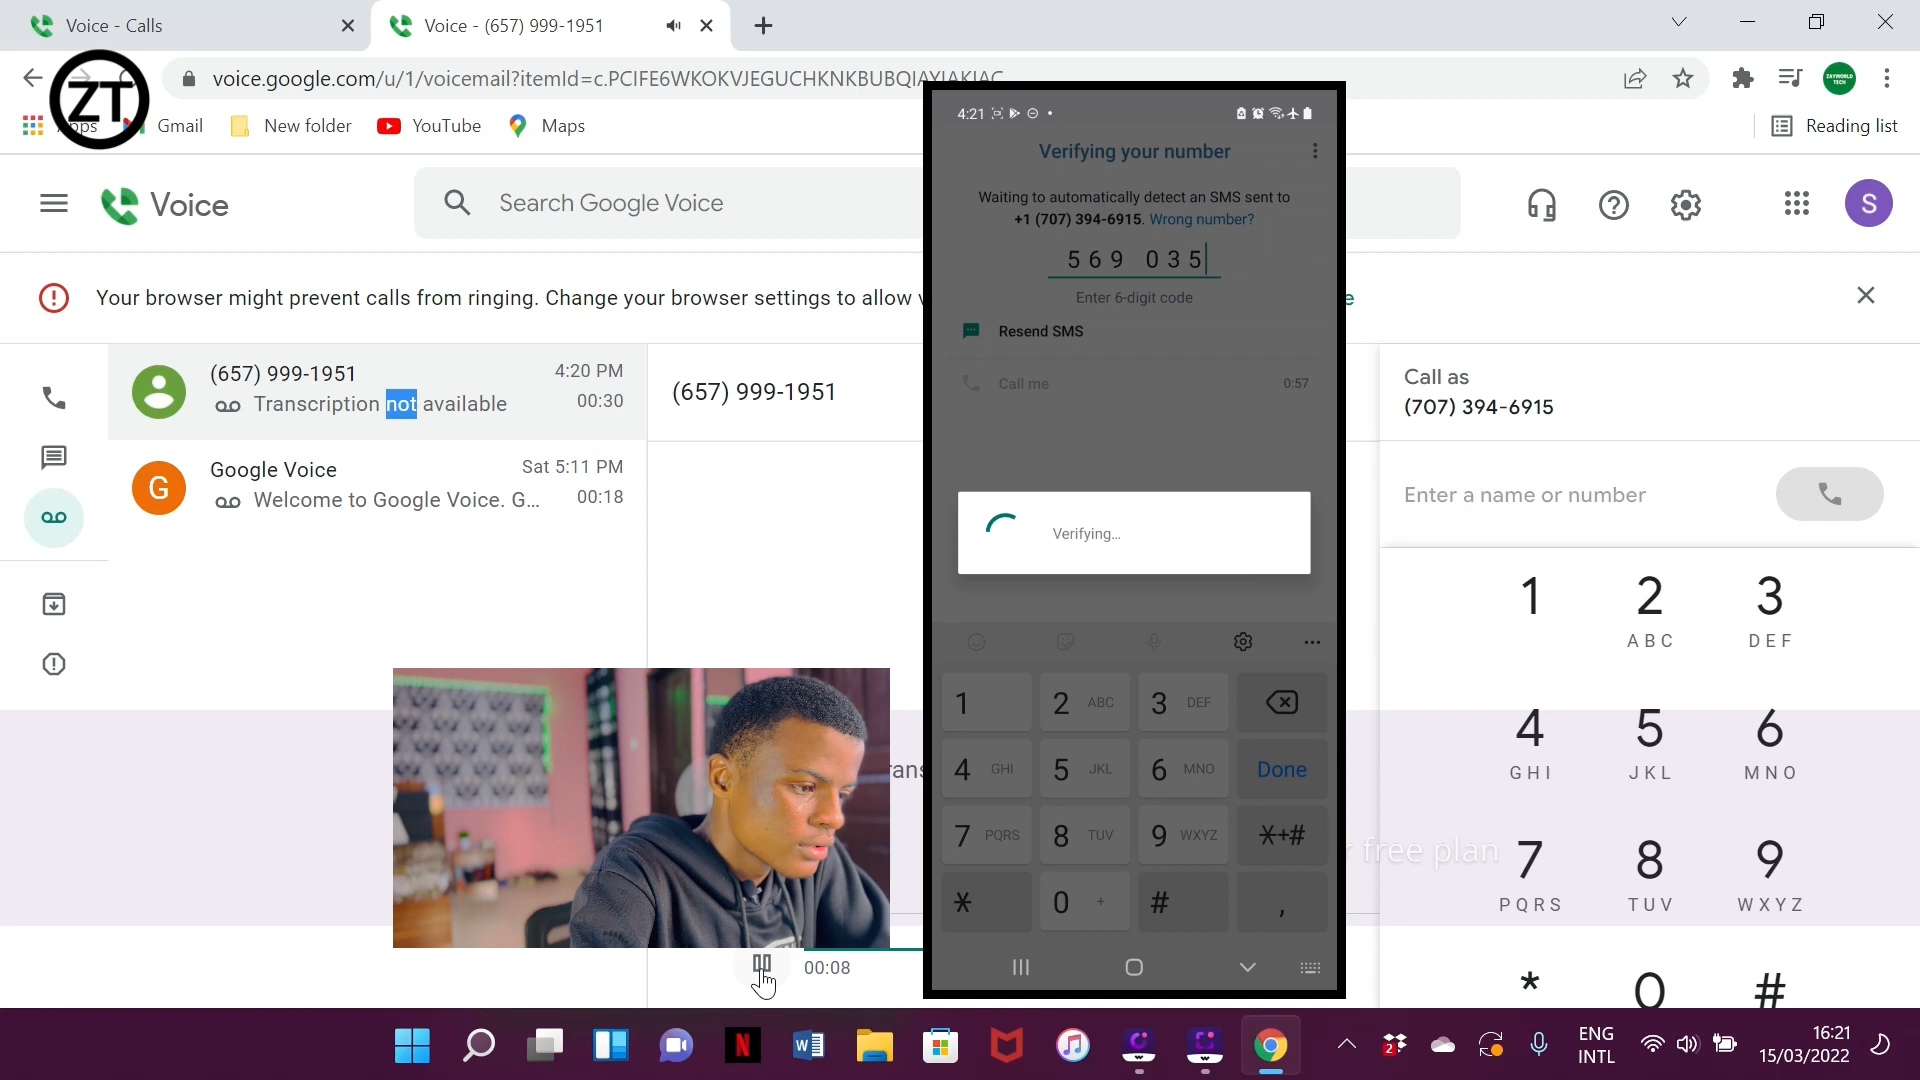 Voice - Calls
Voice - (657) 999-1951
voice.google.com/u/1/voicemail?itemId=c.PCIFE6WKOKVJEGUCHKNKBUBQIAYIAKIAC
ZAYWORLD TECH
ZT
Apps
Gmail
New folder
YouTube
Maps
Reading list
Voice
Search Google Voice
S
Your browser might prevent calls from ringing. Change your browser settings to allow
(657) 999-1951
4:20 PM
Transcription not available
00:30
G
Google Voice
Sat 5:11 PM
Welcome to Google Voice. G...
00:18
(657) 999-1951
00:08
4:21
Verifying your number
Waiting to automatically detect an SMS sent to
+1 (707) 394-6915. Wrong number?
569 035
Enter 6-digit code
Resend SMS
Call me
0:57
Verifying...
1
2 ABC
3 DEF
4 GHI
5 JKL
6 MNO
Done
7 PQRS
8 TUV
9 WXYZ
*+#
*
0 +
#
,
free plan
Call as
(707) 394-6915
Enter a name or number
1 2 3
ABC DEF
4 5 6
GHI JKL MNO
7 8 9
PQRS TUV WXYZ
* 0 #
N
W
2
ENG
INTL
16:21
15/03/2022